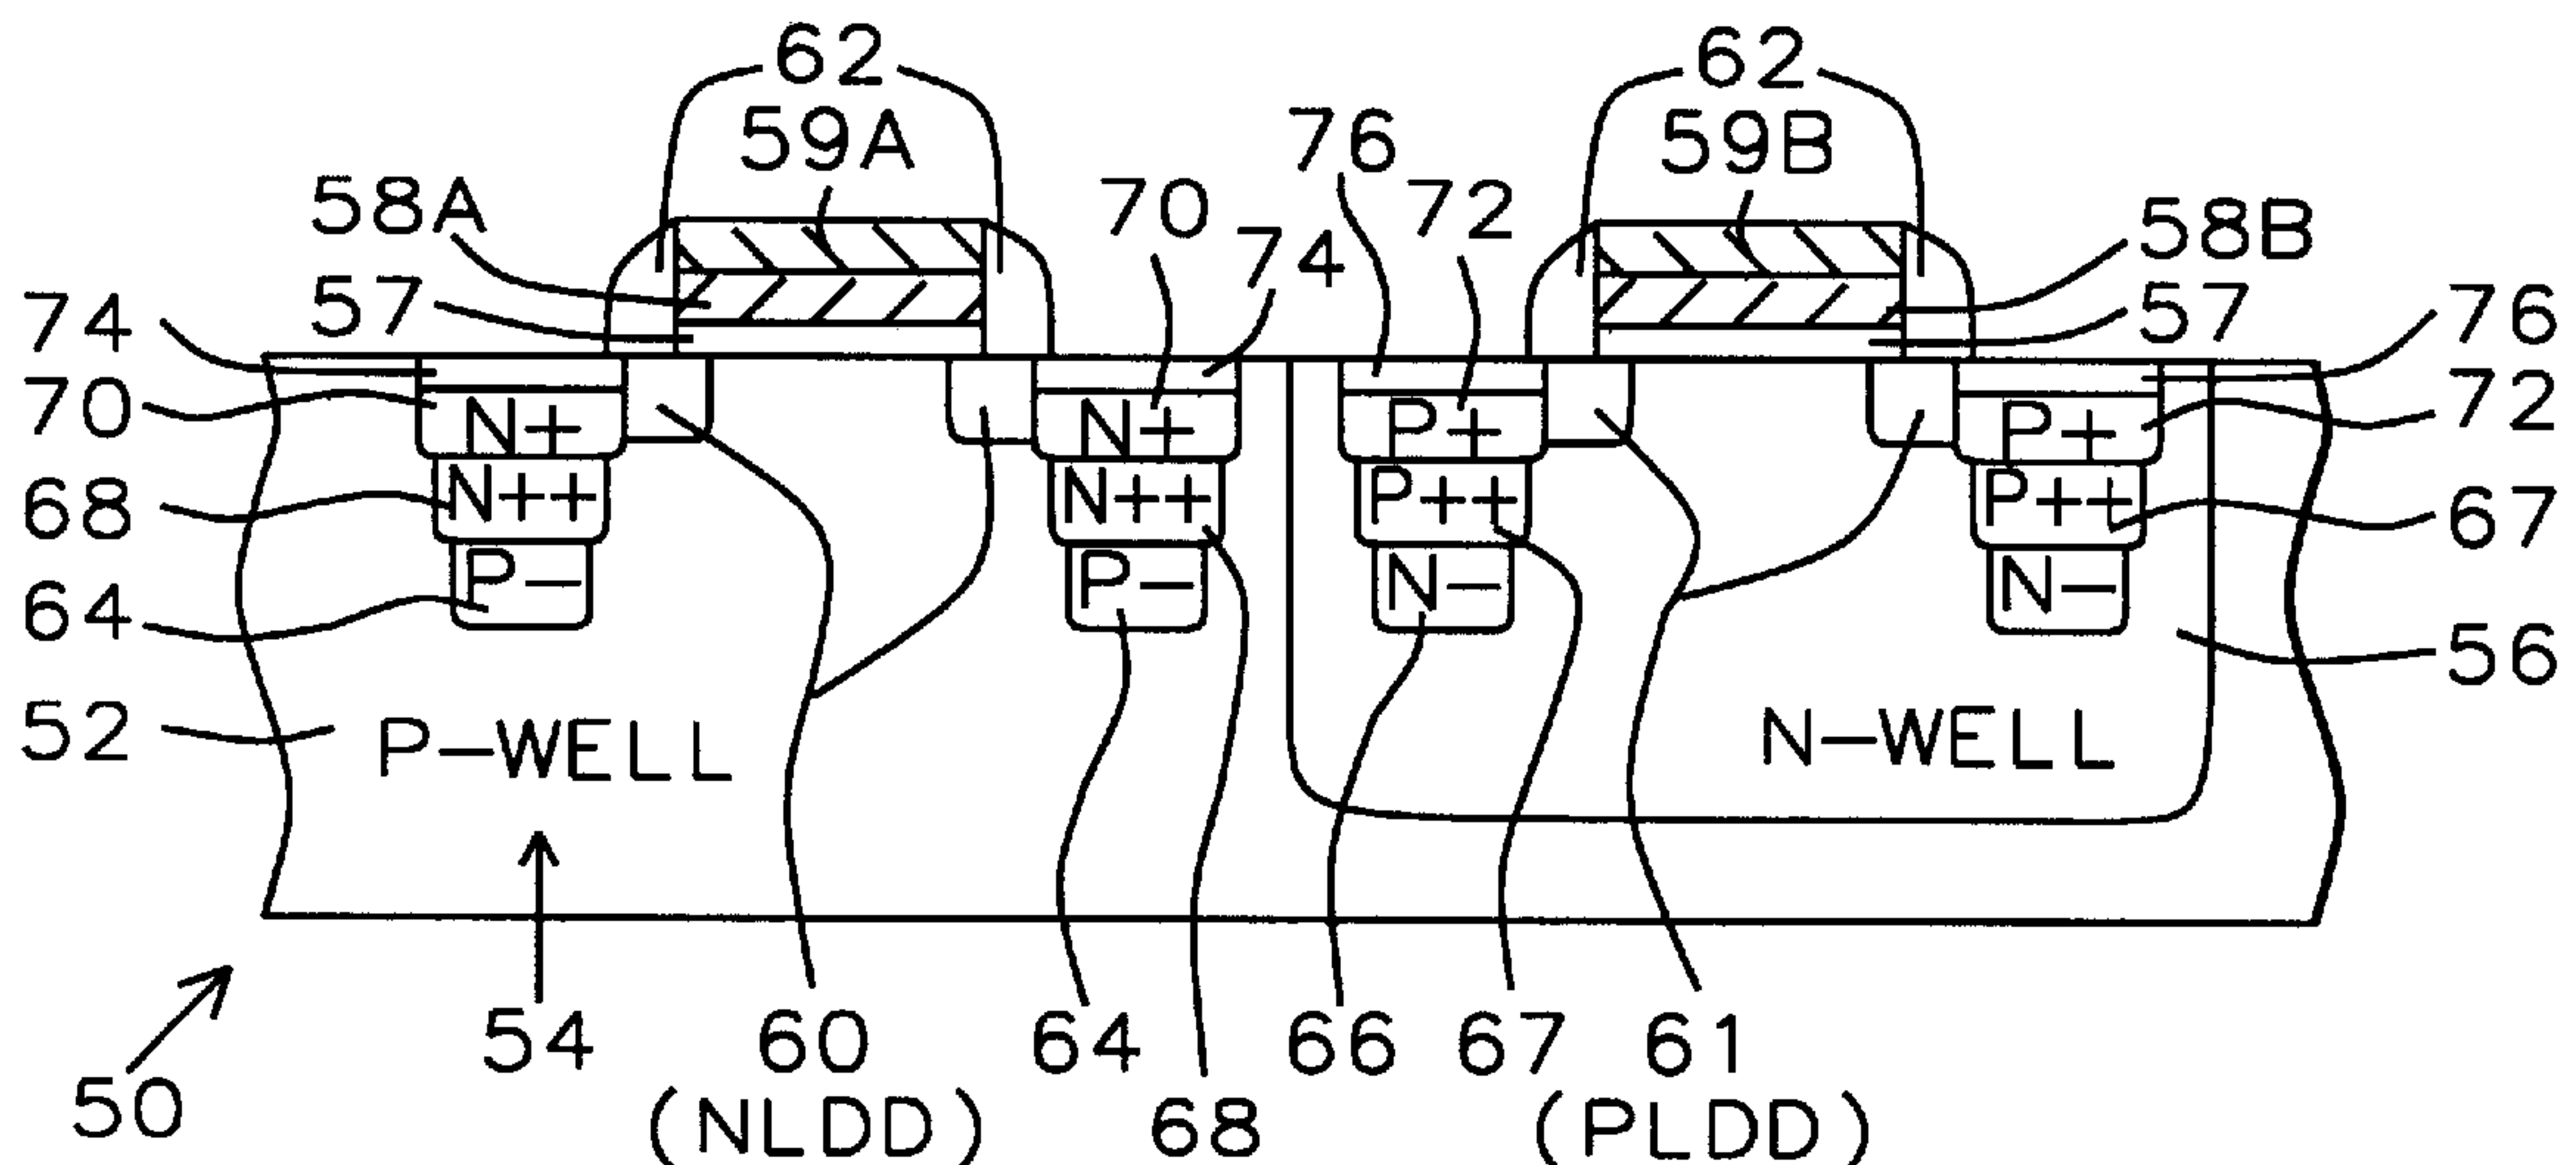 62 62
59A 59B
76
58A 70 72 58B
74
57 57
74 76
70 N+ N+ P+ P+ 72
68 N++ N++ P++ P++ 67
64 P− P− N− N−
56
52 P−WELL N−WELL
54 60 64 66 67 61
50 (NLDD) 68 (PLDD)